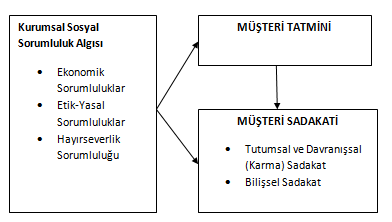 Kurumsal Sosyal
Sorumluluk Algısı
• Ekonomik
Sorumluluklar
• Etik-Yasal
Sorumluluklar
• Hayırseverlik
Sorumluluğu
MÜŞTERİ TATMİNİ
MÜŞTERİ SADAKATİ
• Tutumsal ve Davranışsal
(Karma) Sadakat
• Bilişsel Sadakat